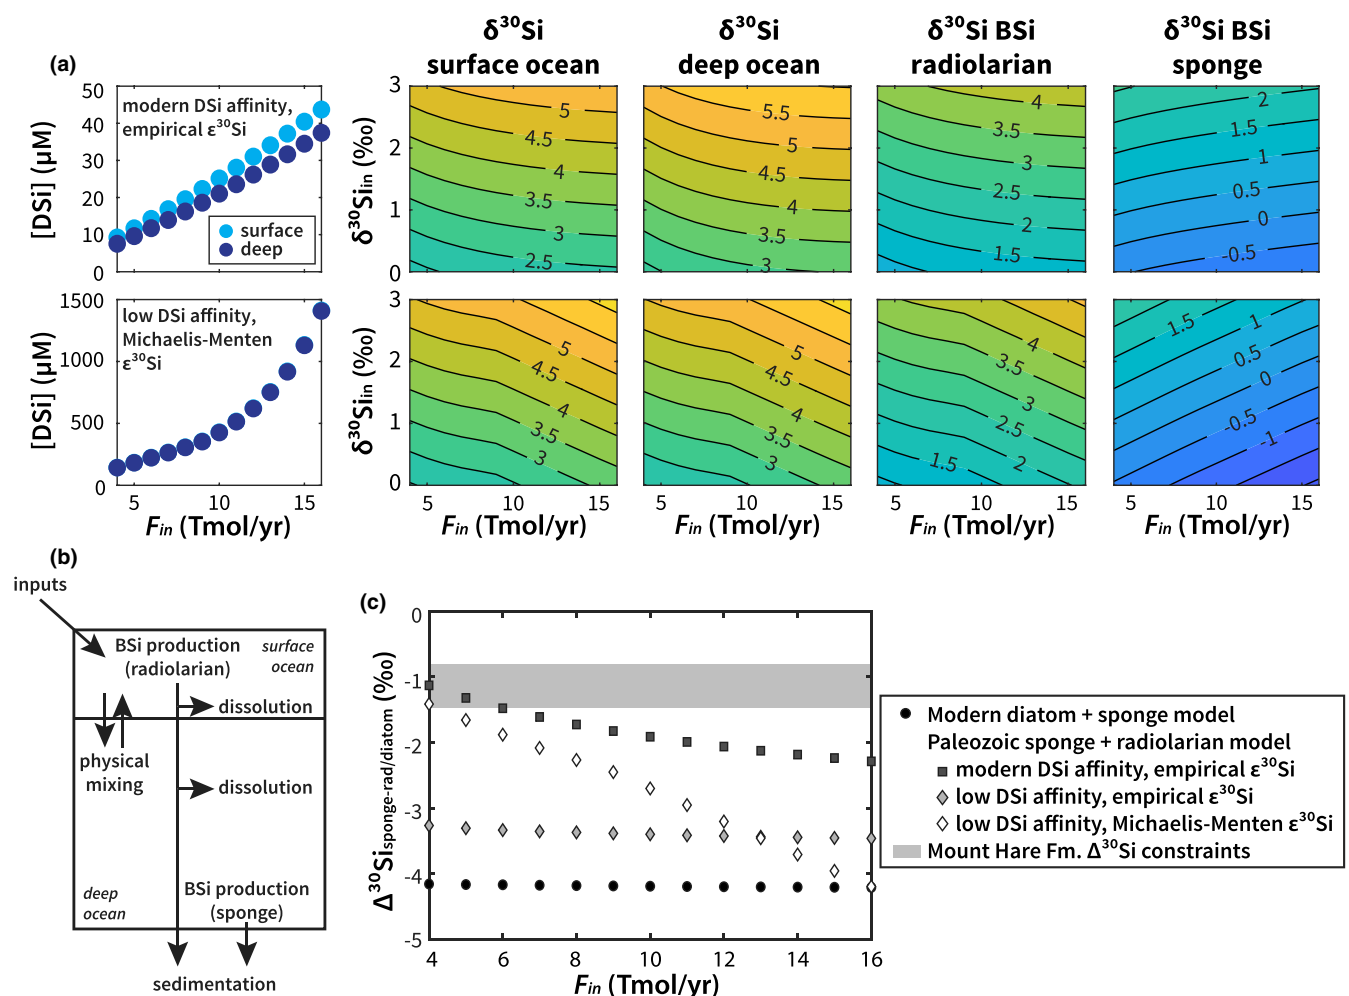 (a)
δ³⁰Si
surface ocean
δ³⁰Si
deep ocean
δ³⁰Si BSi
radiolarian
δ³⁰Si BSi
sponge
[DSi] (μM)
50
40
30
20
10
0
modern DSi affinity,
empirical ε³⁰Si
surface
deep
δ³⁰Siin (‰)
3
2
1
0
5
4.5
4
3.5
3
2.5
5.5
5
4.5
4
3.5
3
4
3.5
3
2.5
2
1.5
2
1.5
1
0.5
0
-0.5
[DSi] (μM)
1500
1000
500
0
low DSi affinity,
Michaelis-Menten
ε³⁰Si
5 10 15
Fin (Tmol/yr)
δ³⁰Siin (‰)
3
2
1
0
5
4.5
4
3.5
3
5 10 15
Fin (Tmol/yr)
5
4.5
4
3.5
3
5 10 15
Fin (Tmol/yr)
4
3.5
3
2.5
2
1.5
5 10 15
Fin (Tmol/yr)
1.5
1
0.5
0
-0.5
-1
5 10 15
Fin (Tmol/yr)
(b)
inputs
BSi production
(radiolarian)
surface
ocean
dissolution
physical
mixing
dissolution
deep
ocean
BSi production
(sponge)
sedimentation
(c)
Δ³⁰Sisponge-rad/diatom (‰)
0
-1
-2
-3
-4
-5
4 6 8 10 12 14 16
Fin (Tmol/yr)
Modern diatom + sponge model
Paleozoic sponge + radiolarian model
modern DSi affinity, empirical ε³⁰Si
low DSi affinity, empirical ε³⁰Si
low DSi affinity, Michaelis-Menten ε³⁰Si
Mount Hare Fm. Δ³⁰Si constraints